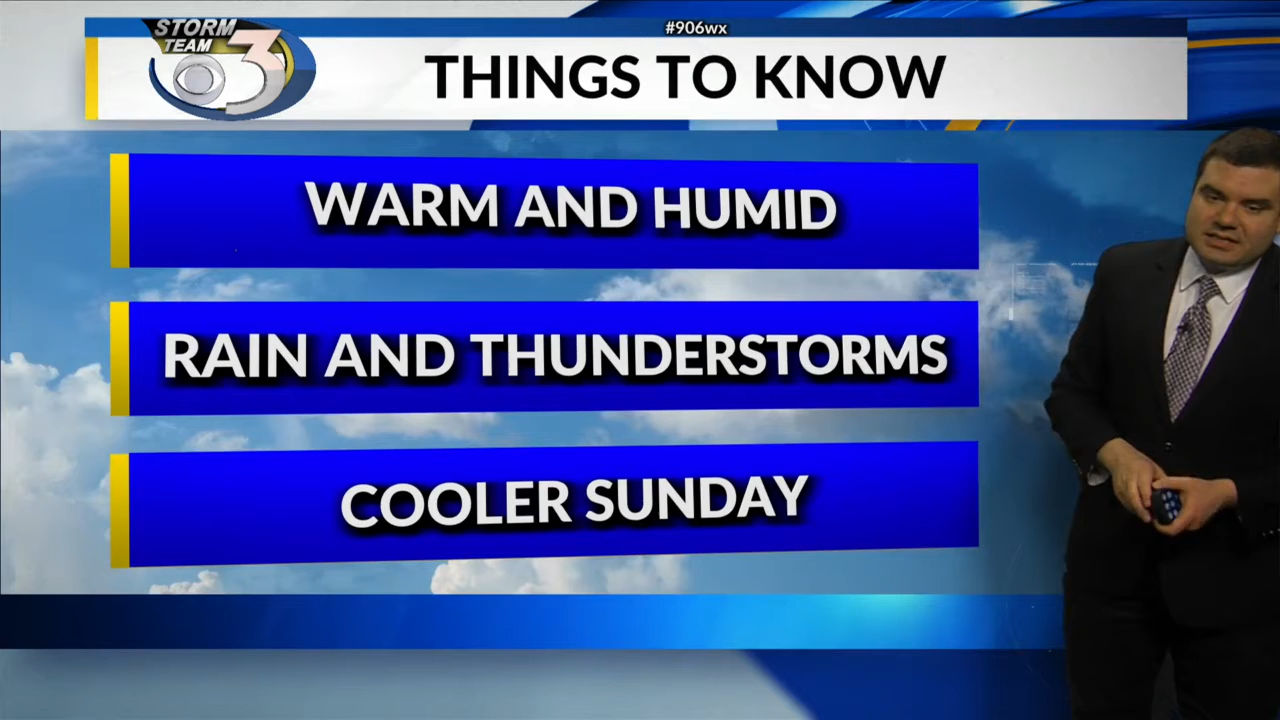 #906wx
STORM
TEAM
3
THINGS TO KNOW
WARM AND HUMID
RAIN AND THUNDERSTORMS
COOLER SUNDAY